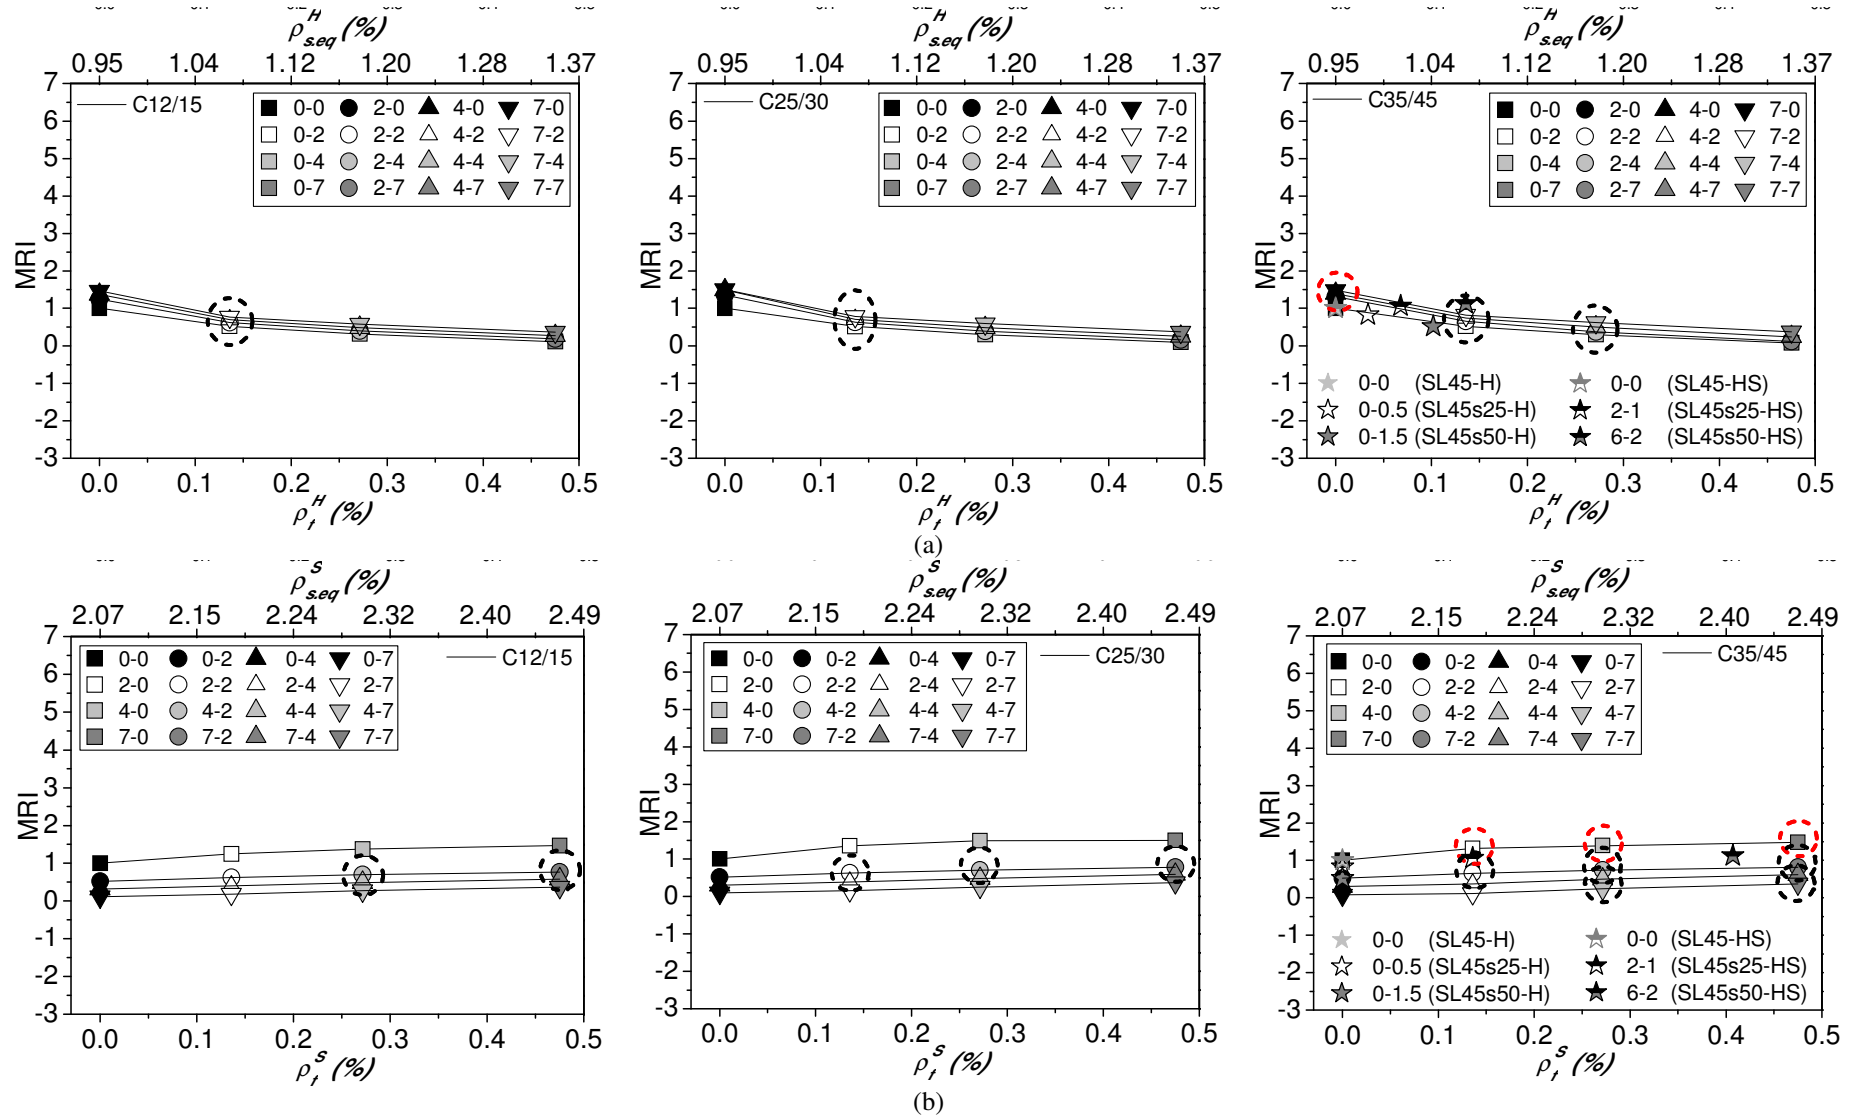 ρ s.eq H (%) ρ s.eq H (%) ρ s.eq H (%)
0.95 1.04 1.12 1.20 1.28 1.37
C12/15
0-0 2-0 4-0 7-0
0-2 2-2 4-2 7-2
0-4 2-4 4-4 7-4
0-7 2-7 4-7 7-7
MRI
7
6
5
4
3
2
1
0
-1
-2
-3
0.0 0.1 0.2 0.3 0.4 0.5
ρ t H (%)
0.95 1.04 1.12 1.20 1.28 1.37
C25/30
0-0 2-0 4-0 7-0
0-2 2-2 4-2 7-2
0-4 2-4 4-4 7-4
0-7 2-7 4-7 7-7
MRI
7
6
5
4
3
2
1
0
-1
-2
-3
0.0 0.1 0.2 0.3 0.4 0.5
ρ t H (%)
0.95 1.04 1.12 1.20 1.28 1.37
C35/45
0-0 2-0 4-0 7-0
0-2 2-2 4-2 7-2
0-4 2-4 4-4 7-4
0-7 2-7 4-7 7-7
MRI
7
6
5
4
3
2
1
0
-1
-2
-3
0-0 (SL45-H) 0-0 (SL45-HS)
0-0.5 (SL45s25-H) 2-1 (SL45s25-HS)
0-1.5 (SL45s50-H) 6-2 (SL45s50-HS)
0.0 0.1 0.2 0.3 0.4 0.5
ρ t H (%)
(a)
ρ s.eq S (%) ρ s.eq S (%) ρ s.eq S (%)
2.07 2.15 2.24 2.32 2.40 2.49
C12/15
0-0 0-2 0-4 0-7
2-0 2-2 2-4 2-7
4-0 4-2 4-4 4-7
7-0 7-2 7-4 7-7
MRI
7
6
5
4
3
2
1
0
-1
-2
-3
0.0 0.1 0.2 0.3 0.4 0.5
ρ t S (%)
2.07 2.15 2.24 2.32 2.40 2.49
C25/30
0-0 0-2 0-4 0-7
2-0 2-2 2-4 2-7
4-0 4-2 4-4 4-7
7-0 7-2 7-4 7-7
MRI
7
6
5
4
3
2
1
0
-1
-2
-3
0.0 0.1 0.2 0.3 0.4 0.5
ρ t S (%)
2.07 2.15 2.24 2.32 2.40 2.49
C35/45
0-0 0-2 0-4 0-7
2-0 2-2 2-4 2-7
4-0 4-2 4-4 4-7
7-0 7-2 7-4 7-7
MRI
7
6
5
4
3
2
1
0
-1
-2
-3
0-0 (SL45-H) 0-0 (SL45-HS)
0-0.5 (SL45s25-H) 2-1 (SL45s25-HS)
0-1.5 (SL45s50-H) 6-2 (SL45s50-HS)
0.0 0.1 0.2 0.3 0.4 0.5
ρ t S (%)
(b)